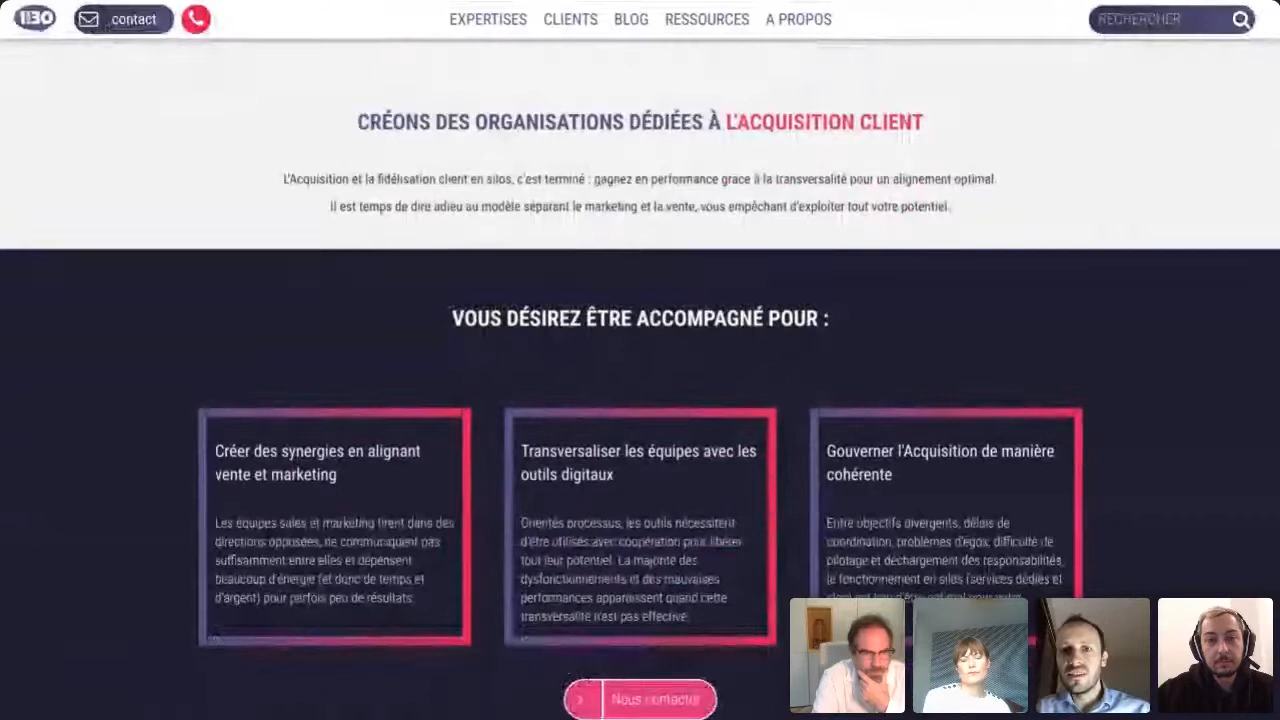 1130
contact
EXPERTISES CLIENTS BLOG RESSOURCES A PROPOS
RECHERCHER
CRÉONS DES ORGANISATIONS DÉDIÉES À L'ACQUISITION CLIENT
L'Acquisition et la fidélisation client en silos, c'est terminé : gagnez en performance grace à la transversalité pour un alignement optimal.
Il est temps de dire adieu au modèle séparant le marketing et la vente, vous empêchant d'exploiter tout votre potentiel.
VOUS DÉSIREZ ÊTRE ACCOMPAGNÉ POUR :
Créer des synergies en alignant
vente et marketing
Les équipes sales et marketing tirent dans des
directions opposées, ne communiquent pas
suffisamment entre elles et dépensent
beaucoup d'énergie (et donc de temps et
d'argent) pour parfois peu de résultats.
Transversaliser les équipes avec les
outils digitaux
Orientés processus, les outils nécessitent
d'être utilisés avec coopération pour libérer
tout leur potentiel. La majorité des
dysfonctionnements et des mauvaises
performances apparaissent quand cette
transversalité n'est pas effective.
Gouverner l'Acquisition de manière
cohérente
Entre objectifs divergents, délais de
coordination, problèmes d'égos, difficulté de
pilotage et déchargement des responsabilités,
le fonctionnement en silos (services dédiés et
Nous contacter